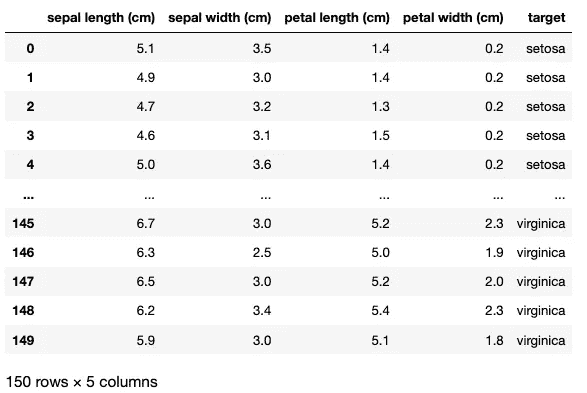 sepal length (cm) sepal width (cm) petal length (cm) petal width (cm) target
0 5.1 3.5 1.4 0.2 setosa
1 4.9 3.0 1.4 0.2 setosa
2 4.7 3.2 1.3 0.2 setosa
3 4.6 3.1 1.5 0.2 setosa
4 5.0 3.6 1.4 0.2 setosa
... ... ... ... ... ...
145 6.7 3.0 5.2 2.3 virginica
146 6.3 2.5 5.0 1.9 virginica
147 6.5 3.0 5.2 2.0 virginica
148 6.2 3.4 5.4 2.3 virginica
149 5.9 3.0 5.1 1.8 virginica
150 rows × 5 columns